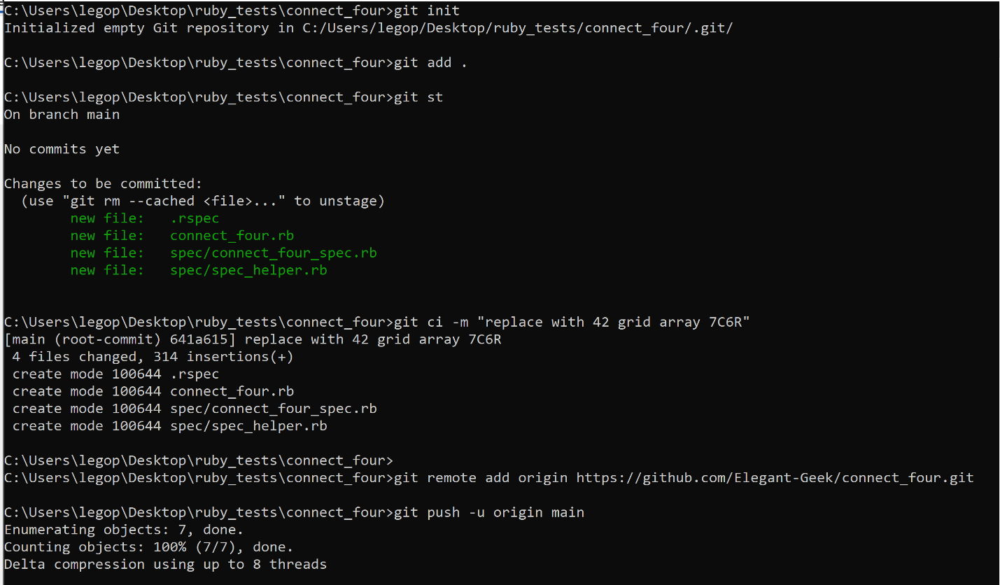 C:\Users\legop\Desktop\ruby_tests\connect_four>git init
Initialized empty Git repository in C:/Users/legop/Desktop/ruby_tests/connect_four/.git/
C:\Users\legop\Desktop\ruby_tests\connect_four>git add .
C:\Users\legop\Desktop\ruby_tests\connect_four>git st
On branch main
No commits yet
Changes to be committed:
  (use "git rm --cached <file>..." to unstage)
        new file:   .rspec
        new file:   connect_four.rb
        new file:   spec/connect_four_spec.rb
        new file:   spec/spec_helper.rb
C:\Users\legop\Desktop\ruby_tests\connect_four>git ci -m "replace with 42 grid array 7C6R"
[main (root-commit) 641a615] replace with 42 grid array 7C6R
 4 files changed, 314 insertions(+)
 create mode 100644 .rspec
 create mode 100644 connect_four.rb
 create mode 100644 spec/connect_four_spec.rb
 create mode 100644 spec/spec_helper.rb
C:\Users\legop\Desktop\ruby_tests\connect_four>
C:\Users\legop\Desktop\ruby_tests\connect_four>git remote add origin https://github.com/Elegant-Geek/connect_four.git
C:\Users\legop\Desktop\ruby_tests\connect_four>git push -u origin main
Enumerating objects: 7, done.
Counting objects: 100% (7/7), done.
Delta compression using up to 8 threads